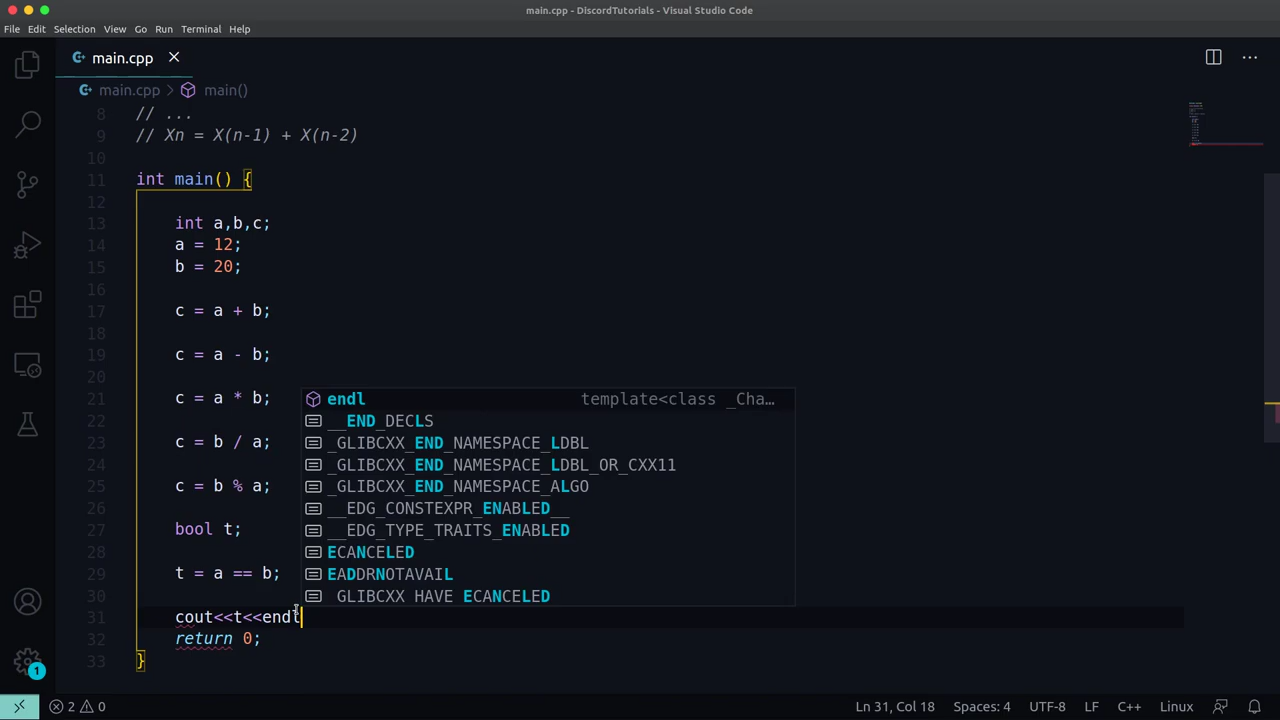 main.cpp - DiscordTutorials - Visual Studio Code
File Edit Selection View Go Run Terminal Help
main.cpp
main.cpp > main()
8 // ...
9 // Xn = X(n-1) + X(n-2)
10
11 int main() {
12
13 int a,b,c;
14 a = 12;
15 b = 20;
16
17 c = a + b;
18
19 c = a - b;
20
21 c = a * b;
22
23 c = b / a;
24
25 c = b % a;
26
27 bool t;
28
29 t = a == b;
30
31 cout<<t<<endl
32 return 0;
33 }
endl template<class _Cha…
__END_DECLS
_GLIBCXX_END_NAMESPACE_LDBL
_GLIBCXX_END_NAMESPACE_LDBL_OR_CXX11
_GLIBCXX_END_NAMESPACE_ALGO
__EDG_CONSTEXPR_ENABLED__
__EDG_TYPE_TRAITS_ENABLED
ECANCELED
EADDRNOTAVAIL
_GLIBCXX_HAVE_ECANCELED
1
2 0 Ln 31, Col 18 Spaces: 4 UTF-8 LF C++ Linux